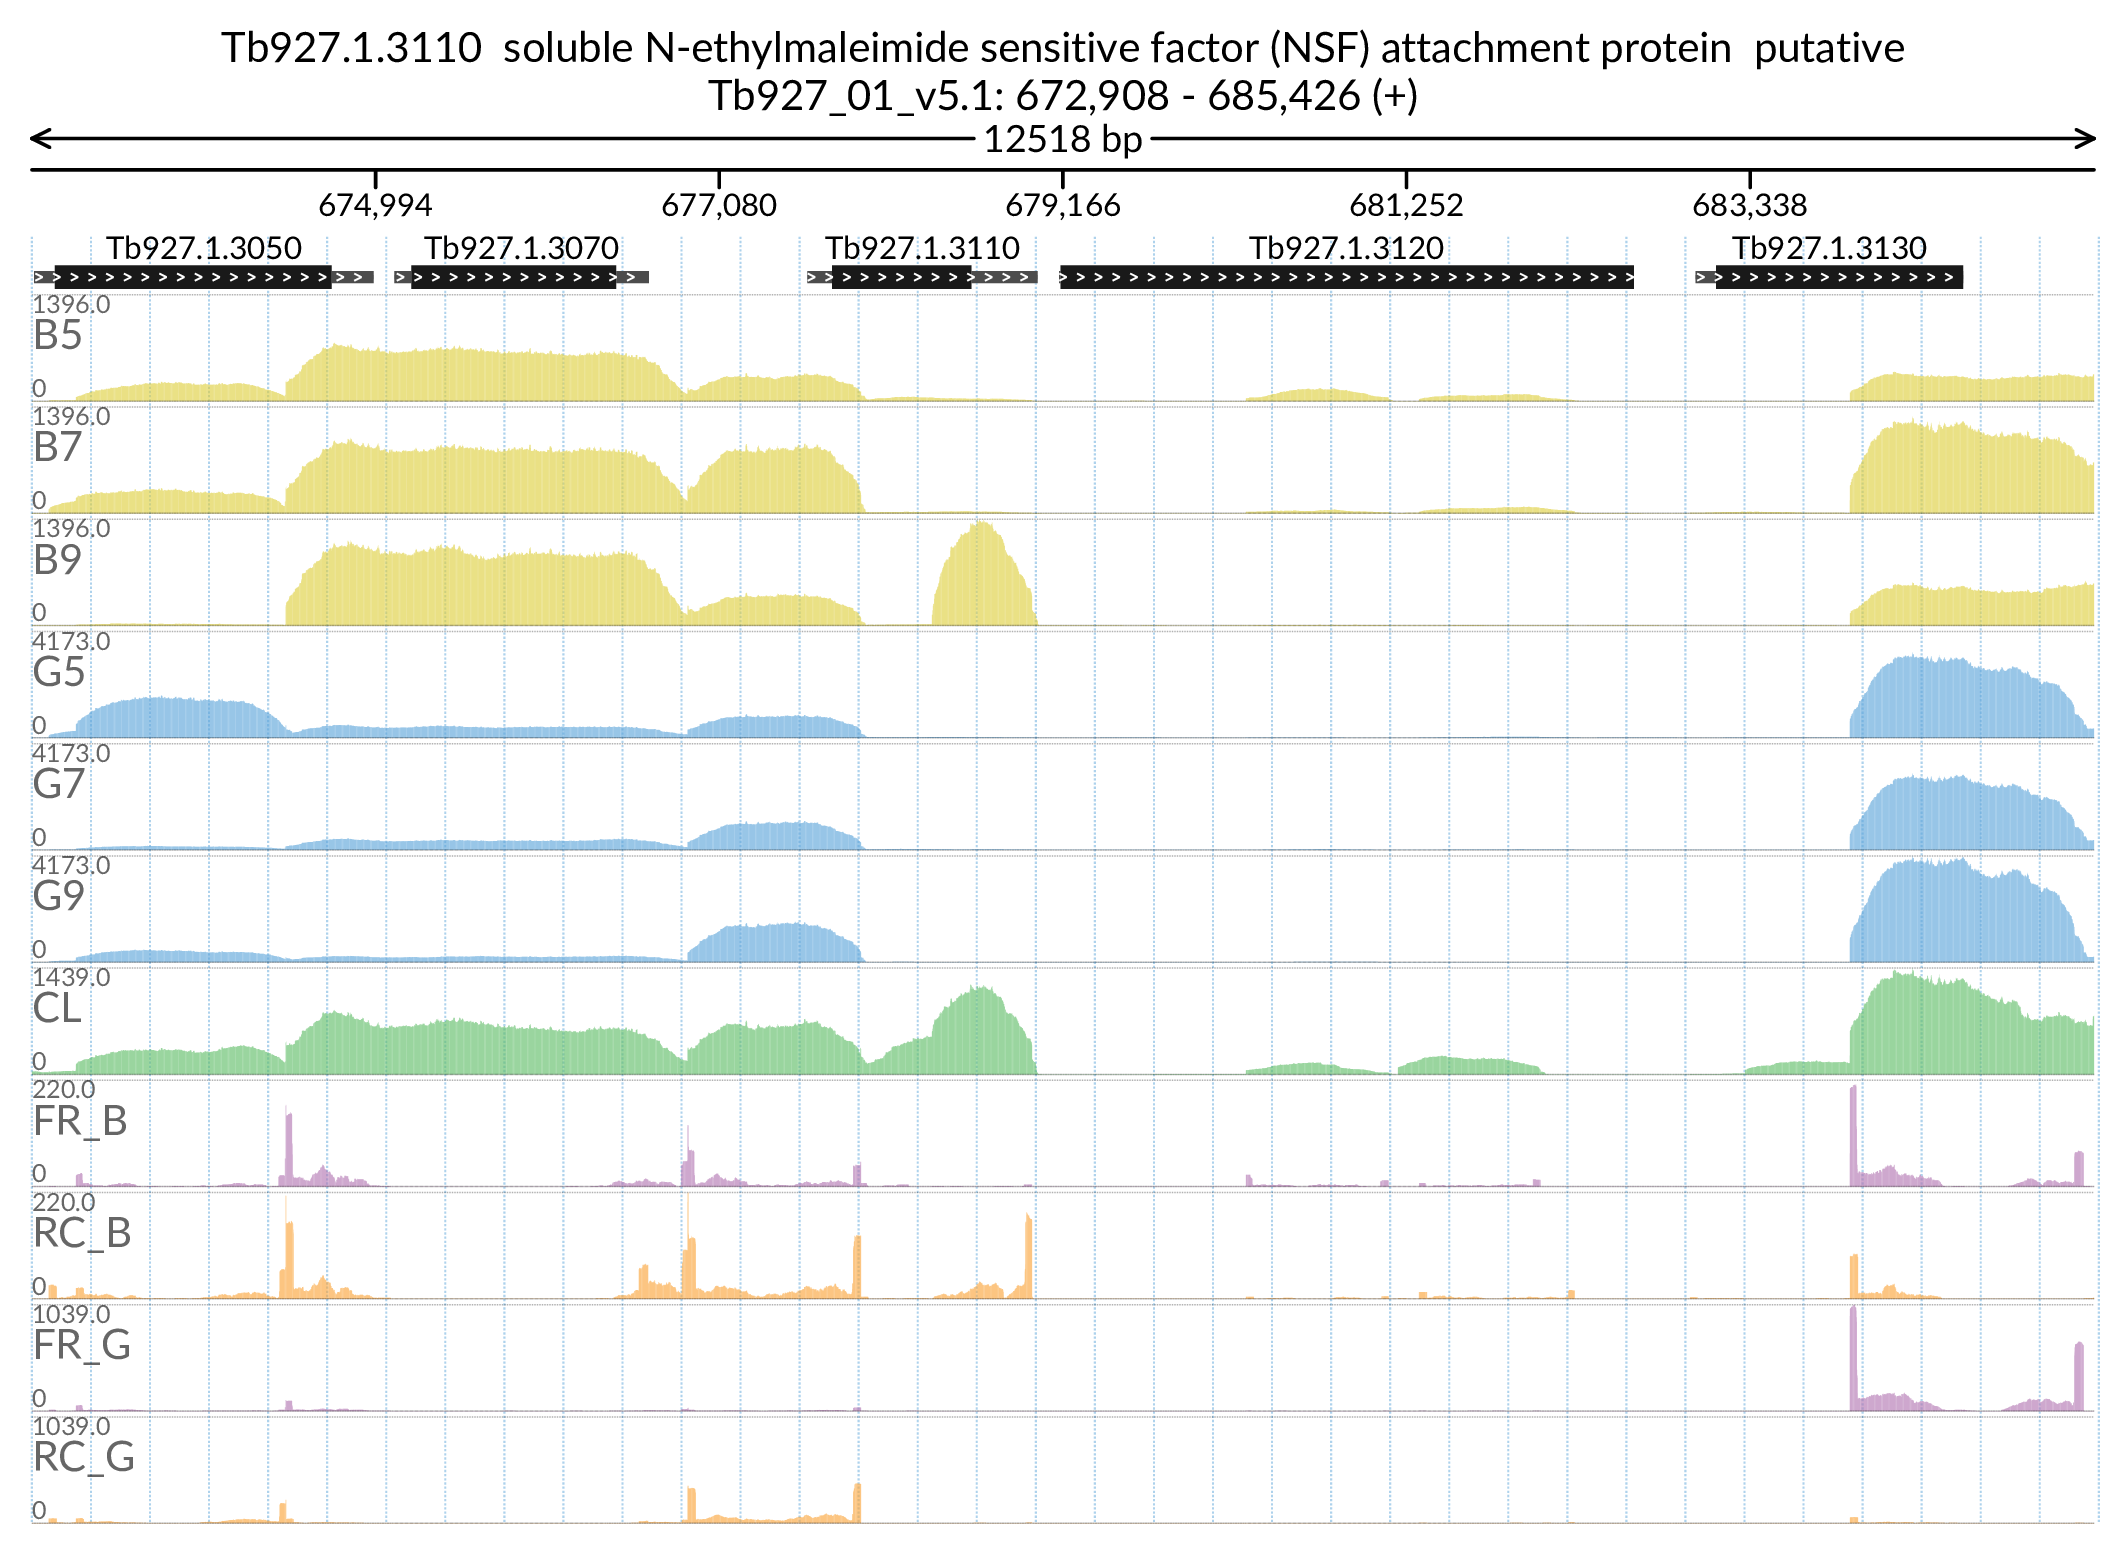 Tb927.1.3110  soluble N-ethylmaleimide sensitive factor (NSF) attachment protein  putative
Tb927_01_v5.1: 672,908 - 685,426 (+)
12518 bp
674,994 677,080 679,166 681,252 683,338
Tb927.1.3050 Tb927.1.3070 Tb927.1.3110 Tb927.1.3120 Tb927.1.3130
1396.0
B5
0
1396.0
B7
0
1396.0
B9
0
4173.0
G5
0
4173.0
G7
0
4173.0
G9
0
1439.0
CL
0
220.0
FR_B
0
220.0
RC_B
0
1039.0
FR_G
0
1039.0
RC_G
0